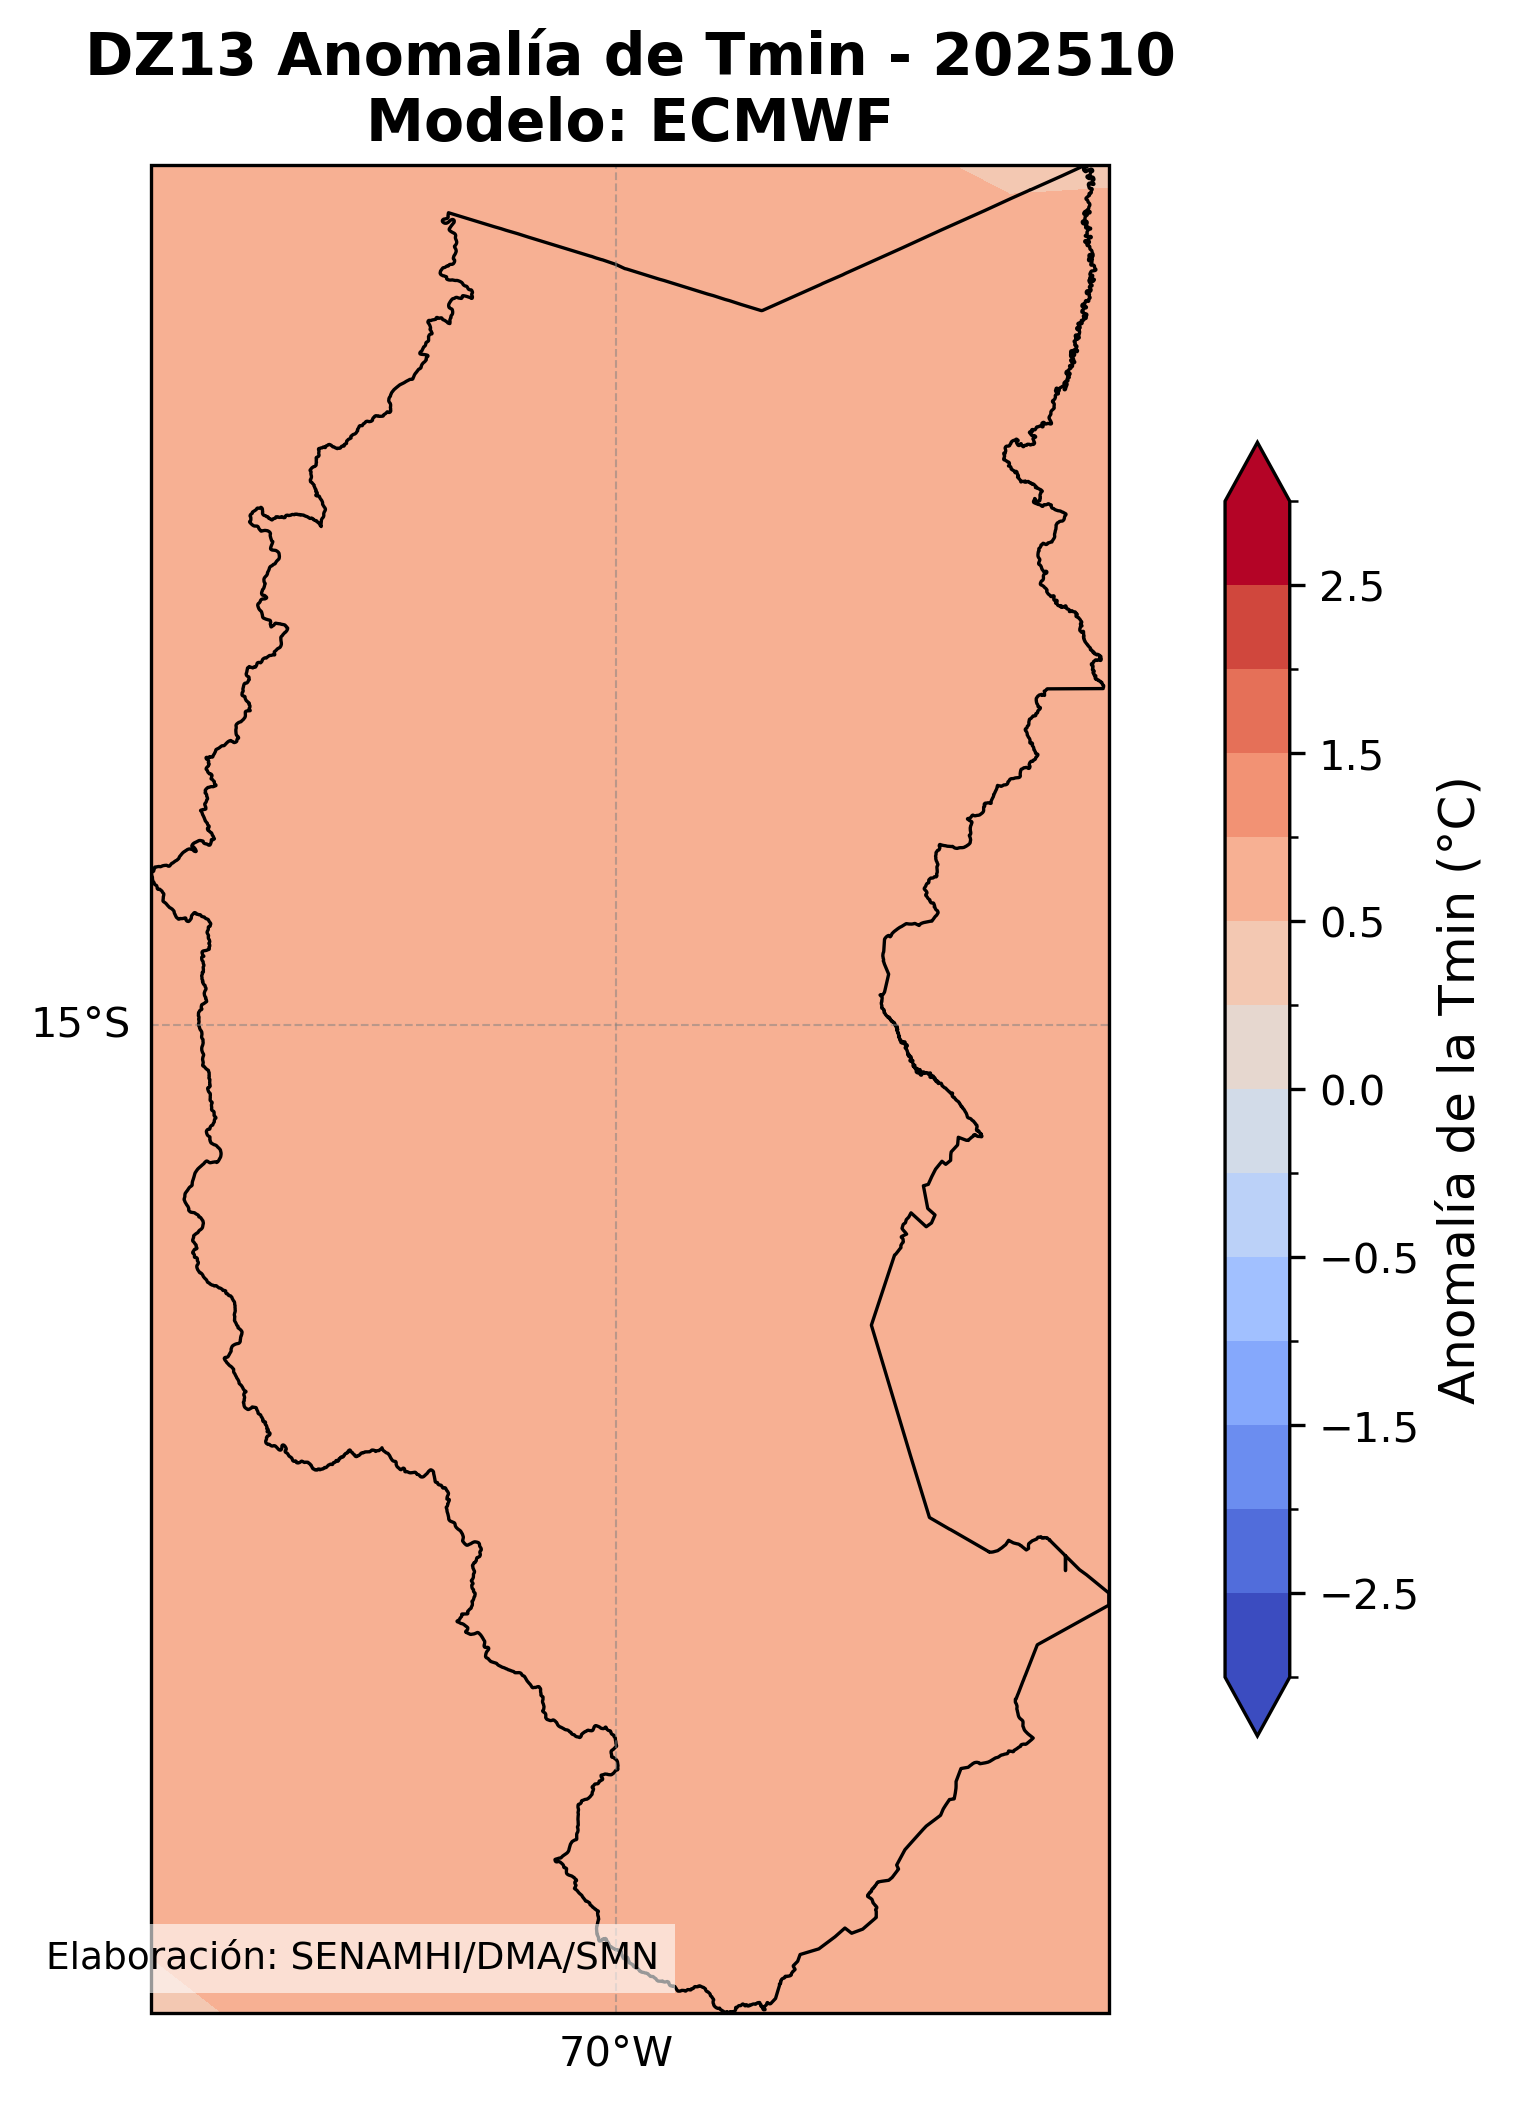 DZ13 Anomalía de Tmin - 202510
Modelo: ECMWF
2.5
1.5
0.5
0.0
−0.5
−1.5
−2.5
Anomalía de la Tmin (°C)
15°S
Elaboración: SENAMHI/DMA/SMN
70°W